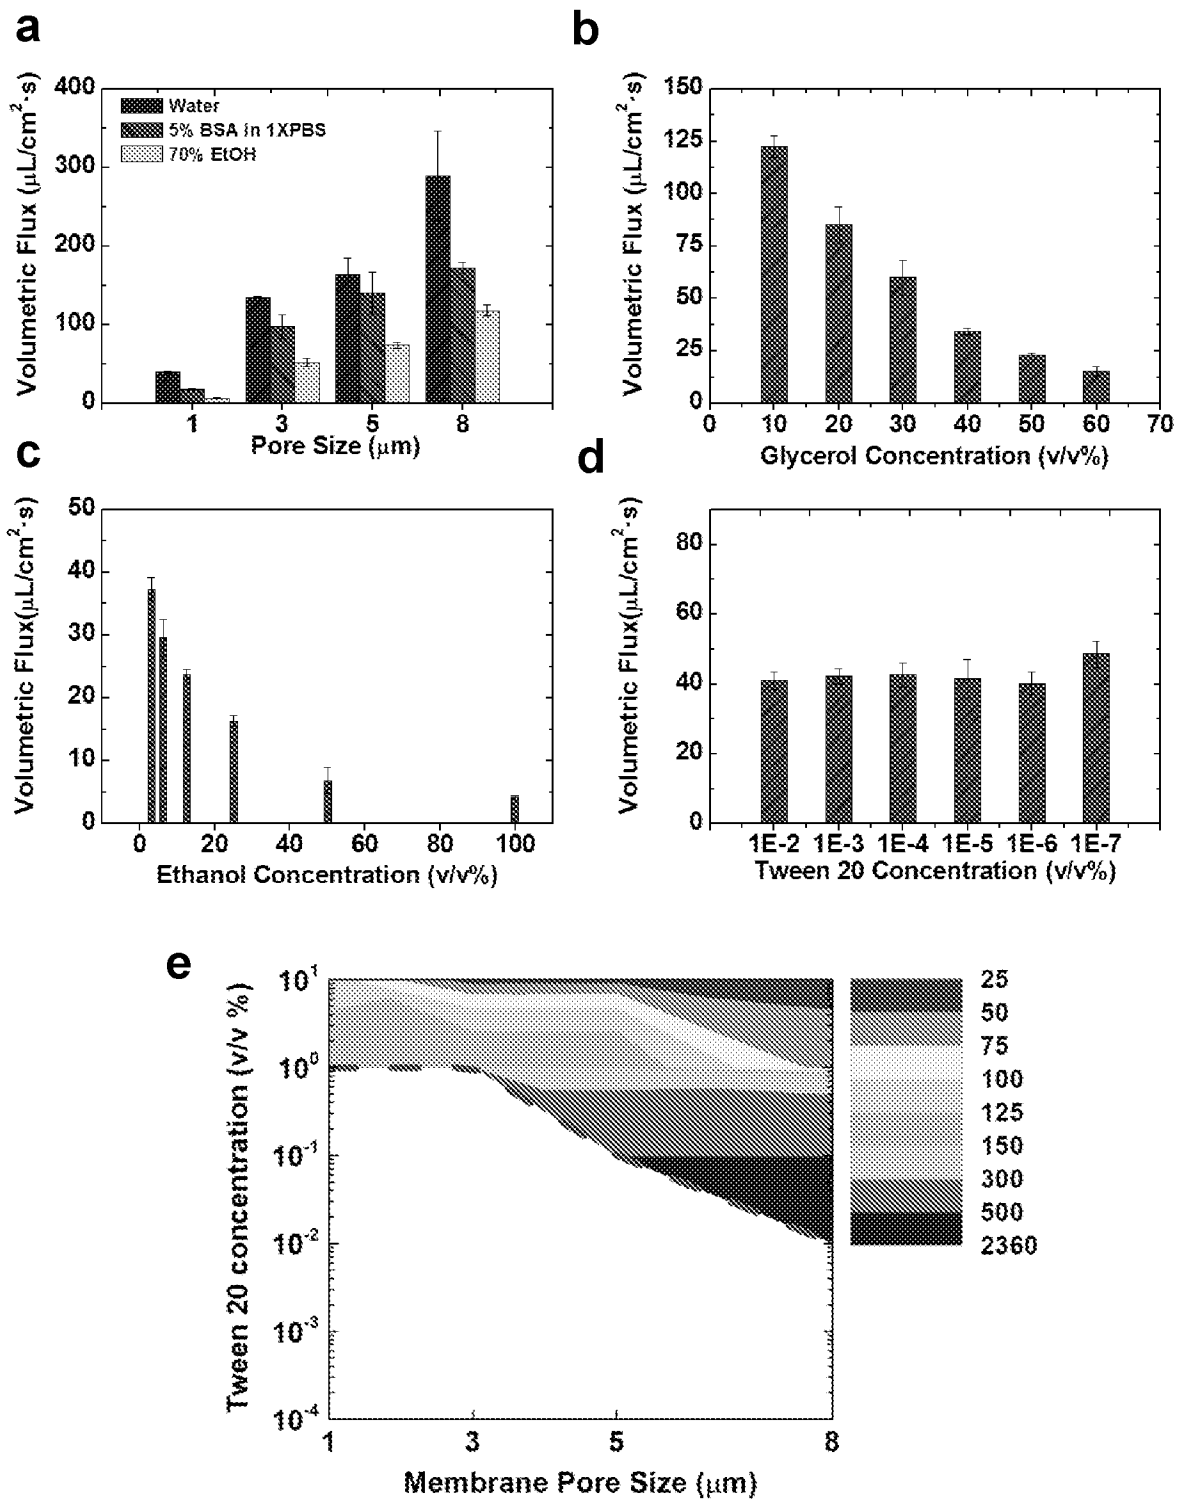 a
Volumetric Flux (μL/cm²·s)
400
300
200
100
0
Water
5% BSA in 1XPBS
70% EtOH
1 3 5 8
Pore Size (μm)
b
Volumetric Flux (μL/cm²·s)
150
125
100
75
50
25
0
0 10 20 30 40 50 60 70
Glycerol Concentration (v/v%)
c
Volumetric Flux(μL/cm²·s)
50
40
30
20
10
0
0 20 40 60 80 100
Ethanol Concentration (v/v%)
d
Volumetric Flux(μL/cm²·s)
80
60
40
20
0
1E-2 1E-3 1E-4 1E-5 1E-6 1E-7
Tween 20 Concentration (v/v%)
e
Tween 20 concentration (v/v %)
10¹
10⁰
10⁻¹
10⁻²
10⁻³
10⁻⁴
1 3 5 8
Membrane Pore Size (μm)
25
50
75
100
125
150
300
500
2360